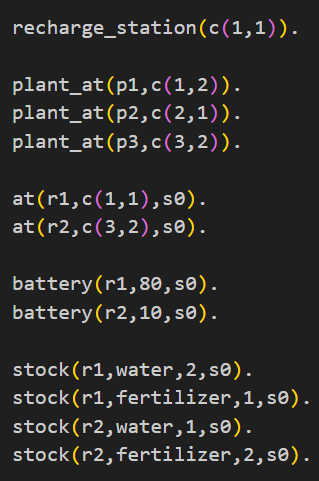 recharge_station(c(1,1)).
plant_at(p1,c(1,2)).
plant_at(p2,c(2,1)).
plant_at(p3,c(3,2)).
at(r1,c(1,1),s0).
at(r2,c(3,2),s0).
battery(r1,80,s0).
battery(r2,10,s0).
stock(r1,water,2,s0).
stock(r1,fertilizer,1,s0).
stock(r2,water,1,s0).
stock(r2,fertilizer,2,s0).